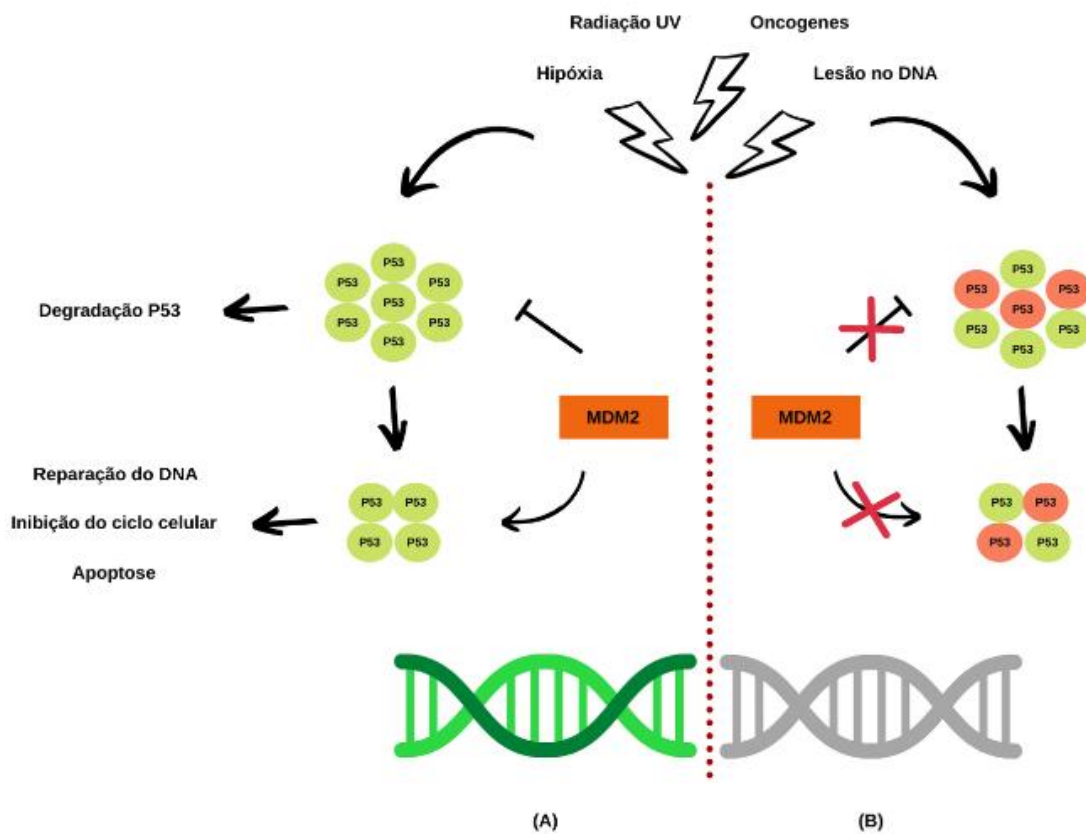 Radiação UV
Oncogenes
Hipóxia
Lesão no DNA
P53
P53
P53
P53
P53
P53
P53
P53
P53
P53
P53
P53
P53
P53
Degradação P53
MDM2
MDM2
Reparação do DNA
Inibição do ciclo celular
Apoptose
P53
P53
P53
P53
P53
P53
P53
P53
(A)
(B)